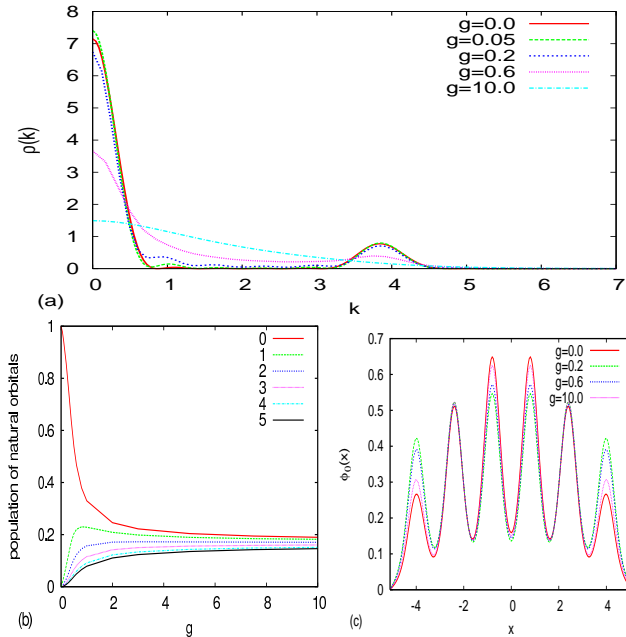 8
7
6
5
4
3
2
1
0
ρ(k)
g=0.0
g=0.05
g=0.2
g=0.6
g=10.0
0 1 2 3 4 5 6 7
(a) k
1
0.8
0.6
0.4
0.2
0
population of natural orbitals
0
1
2
3
4
5
0 2 4 6 8 10
(b) g
0.7
0.6
0.5
0.4
0.3
0.2
0.1
0
ϕ₀(x)
g=0.0
g=0.2
g=0.6
g=10.0
-4 -2 0 2 4
(c) x